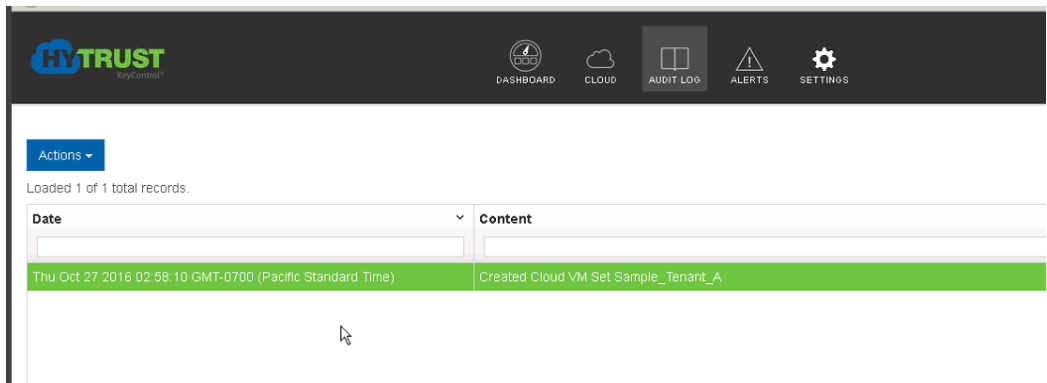 HYTRUST
KeyControl®
DASHBOARD CLOUD AUDIT LOG ALERTS SETTINGS
Actions
Loaded 1 of 1 total records.
Date Content
Thu Oct 27 2016 02:58:10 GMT-0700 (Pacific Standard Time) Created Cloud VM Set Sample_Tenant_A